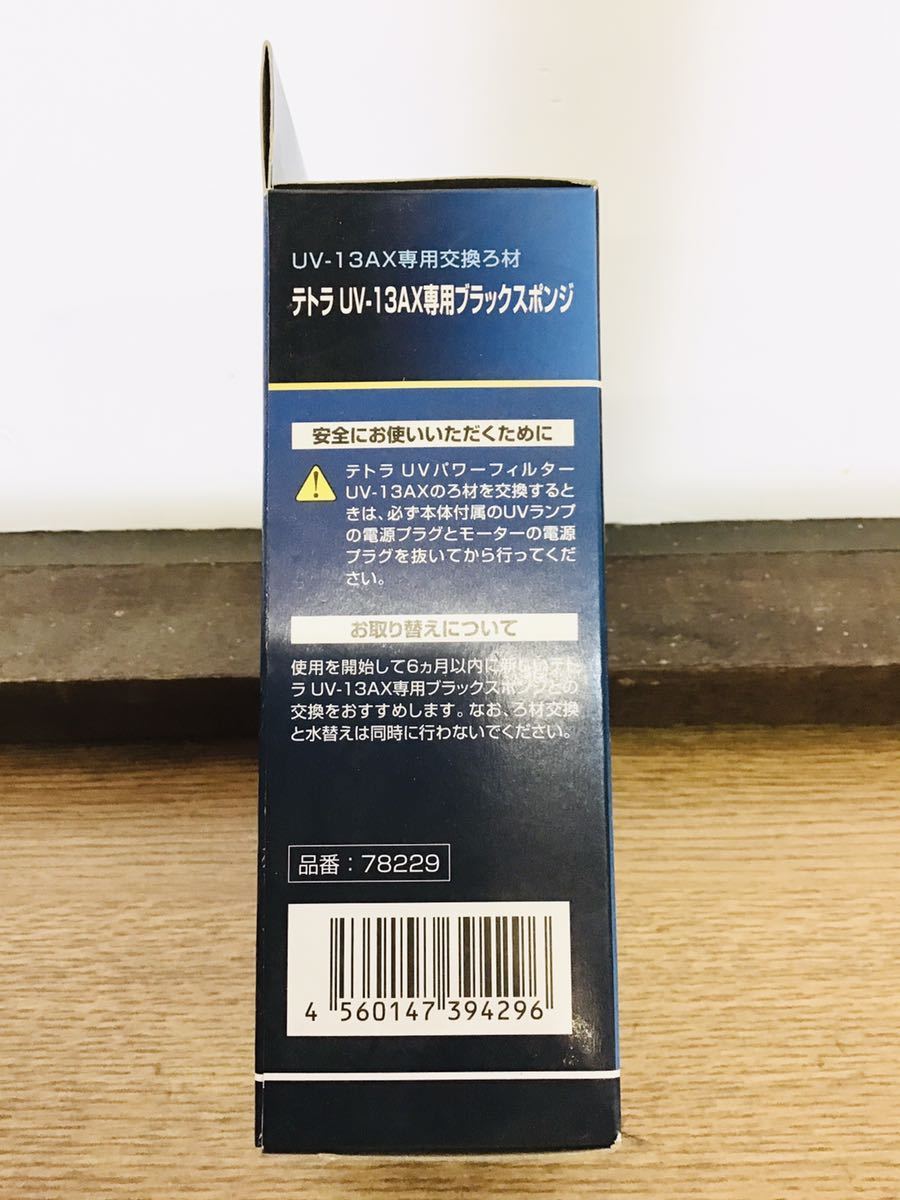 UV-13AX専用交換ろ材
テトラ UV-13AX専用ブラックスポンジ
安全にお使いいただくために
テトラ UVパワーフィルター
UV-13AXのろ材を交換すると
きは、必ず本体付属のUVランプ
の電源プラグとモーターの電源
プラグを抜いてから行ってくだ
さい。
お取り替えについて
使用を開始して6ヵ月以内に新しいテト
ラ UV-13AX専用ブラックスポンジとの
交換をおすすめします。なお、ろ材交換
と水替えは同時に行わないでください。
品番：78229
4 560147 394296